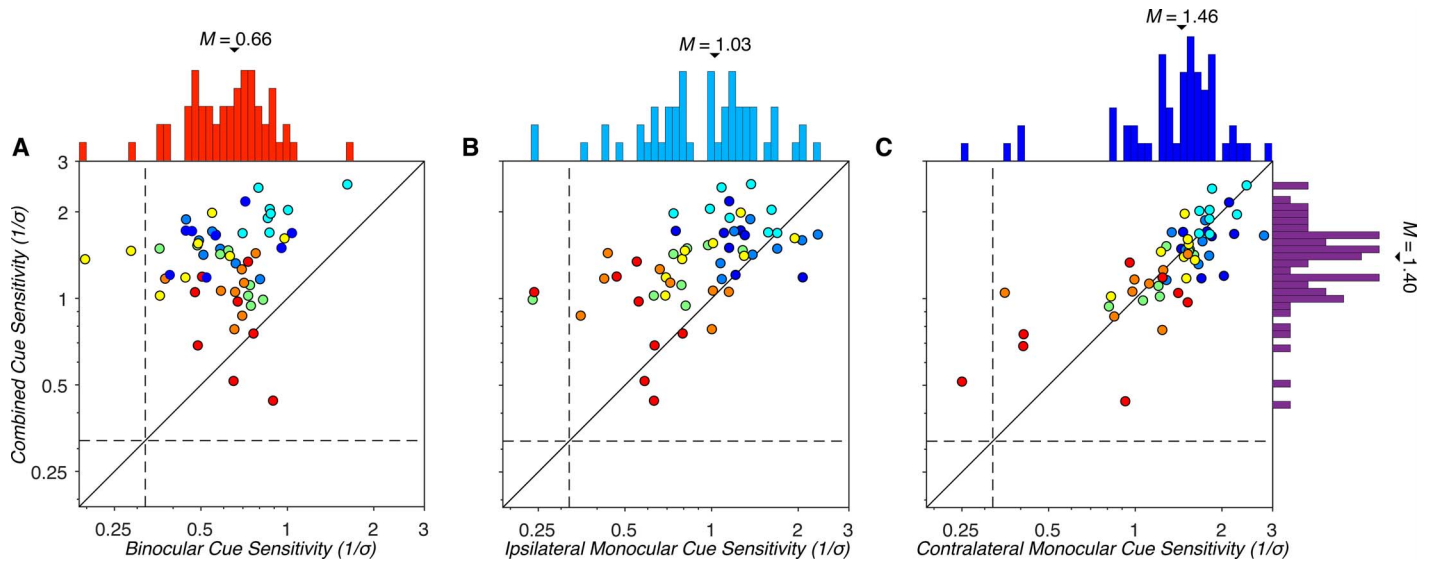 M = 0.66
M = 1.03
M = 1.46
A
B
C
3
2
1
0.5
0.25
Combined Cue Sensitivity (1/σ)
0.25 0.5 1 2 3
Binocular Cue Sensitivity (1/σ)
0.25 0.5 1 2 3
Ipsilateral Monocular Cue Sensitivity (1/σ)
0.25 0.5 1 2 3
Contralateral Monocular Cue Sensitivity (1/σ)
M = 1.40